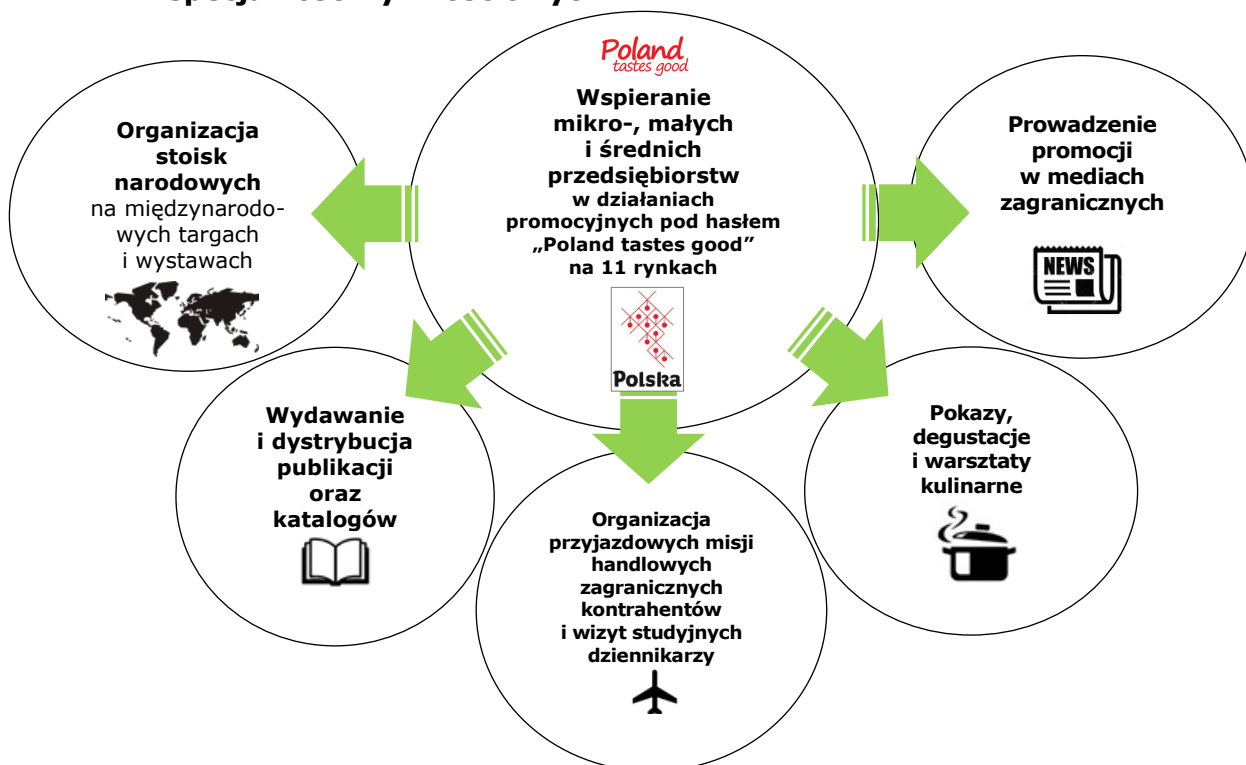 Poland
tastes good
Wspieranie
mikro-, małych
i średnich
przedsiębiorstw
w działaniach
promocyjnych pod hasłem
„Poland tastes good”
na 11 rynkach
Polska
Organizacja
stoisk
narodowych
na międzynarodo-
wych targach
i wystawach
Prowadzenie
promocji
w mediach
zagranicznych
NEWS
Wydawanie
i dystrybucja
publikacji
oraz
katalogów
Organizacja
przyjazdowych misji
handlowych
zagranicznych
kontrahentów
i wizyt studyjnych
dziennikarzy
Pokazy,
degustacje
i warsztaty
kulinarne